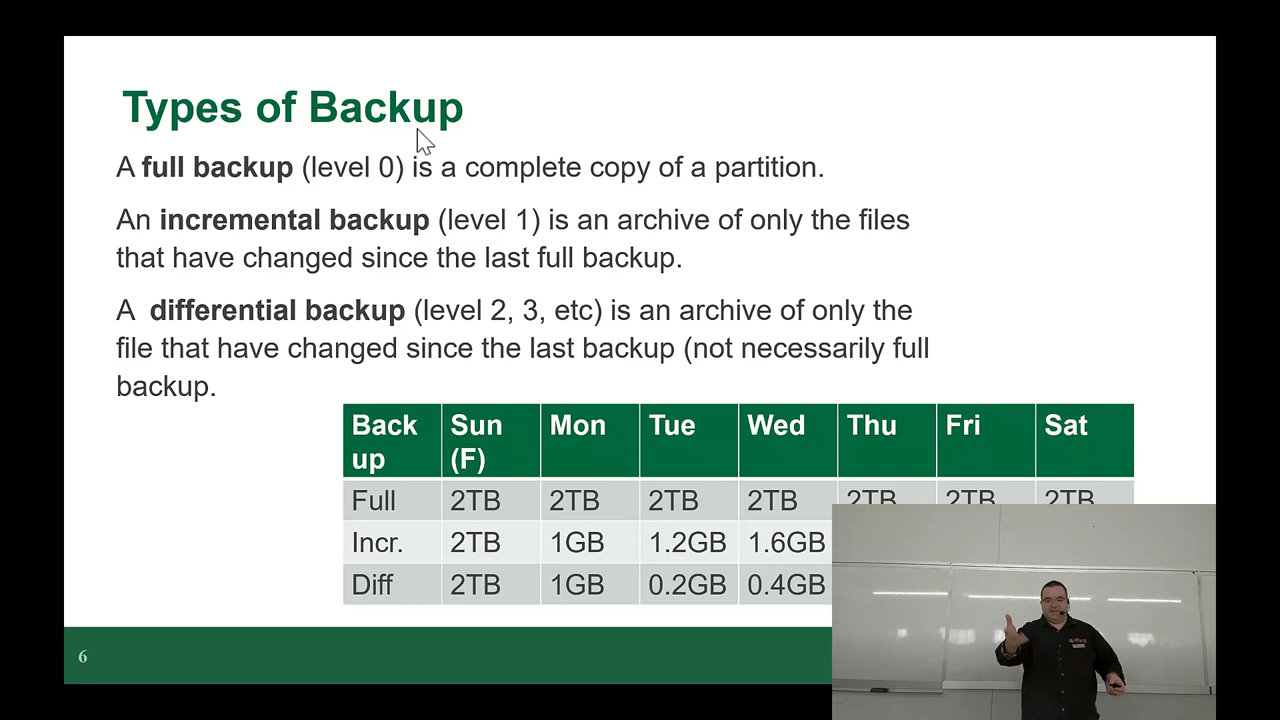 Types of Backup
A full backup (level 0) is a complete copy of a partition.
An incremental backup (level 1) is an archive of only the files
that have changed since the last full backup.
A differential backup (level 2, 3, etc) is an archive of only the
file that have changed since the last backup (not necessarily full
backup.
Back up Sun (F) Mon Tue Wed Thu Fri Sat
Full 2TB 2TB 2TB 2TB 2TB 2TB 2TB
Incr. 2TB 1GB 1.2GB 1.6GB
Diff 2TB 1GB 0.2GB 0.4GB
6